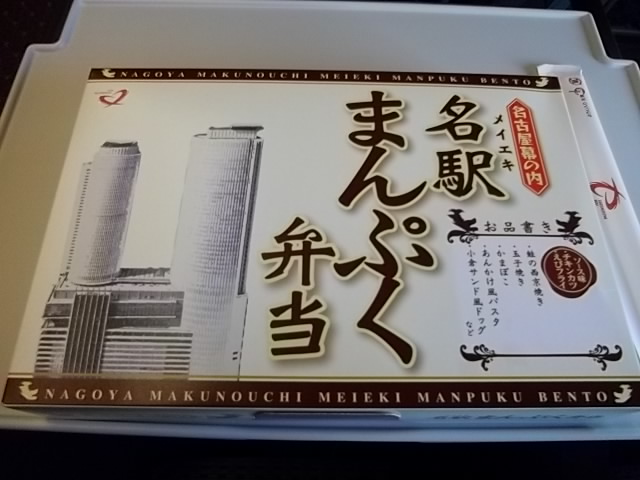 NAGOYA MAKUNOUCHI MEIEKI MANPUKU BENTO
名古屋幕の内
メイエキ
名駅
まんぷく
弁当
お品書き
ソース味
チキンカツ
えびフライ
・鮭の西京焼き
・玉子焼き
・かまぼこ
・あんかけ風パスタ
・小倉サンド風ドッグ
など
NAGOYA MAKUNOUCHI MEIEKI MANPUKU BENTO